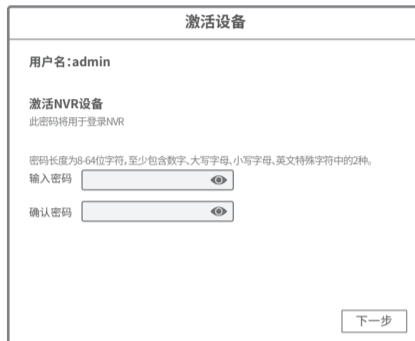 激活设备
用户名:admin
激活NVR设备
此密码将用于登录NVR
密码长度为8-64位字符,至少包含数字、大写字母、小写字母、英文特殊字符中的2种。
输入密码
确认密码
下一步